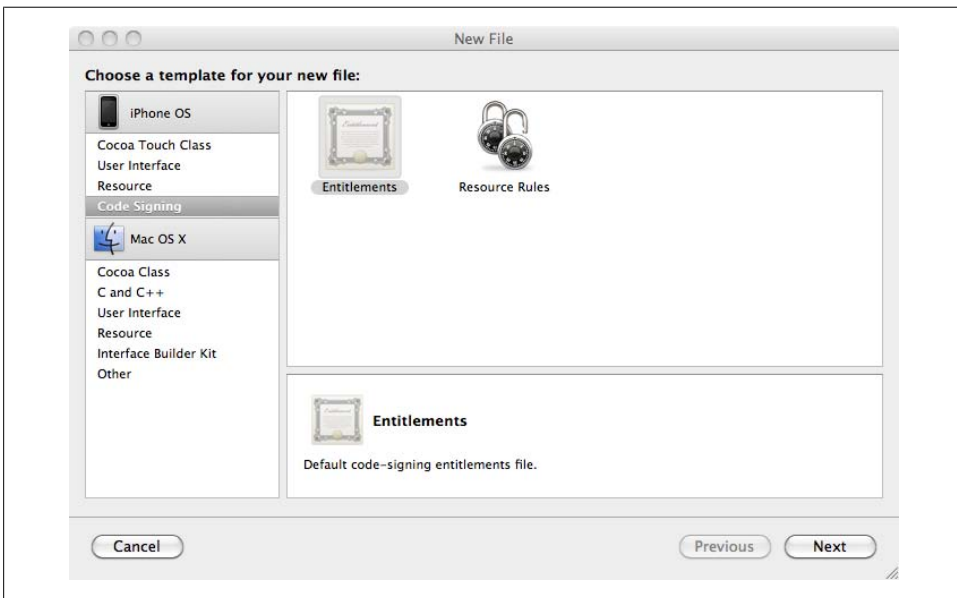 New File
Choose a template for your new file:
iPhone OS
Cocoa Touch Class
User Interface
Resource
Code Signing
Mac OS X
Cocoa Class
C and C++
User Interface
Resource
Interface Builder Kit
Other
Entitlements
Resource Rules
Entitlements
Default code-signing entitlements file.
Cancel
Previous
Next